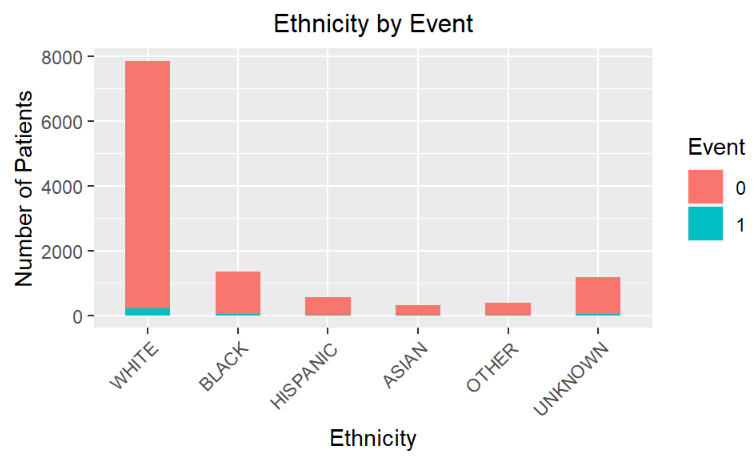 Ethnicity by Event
Number of Patients
8000
6000
4000
2000
0
WHITE
BLACK
HISPANIC
ASIAN
OTHER
UNKNOWN
Ethnicity
Event
0
1